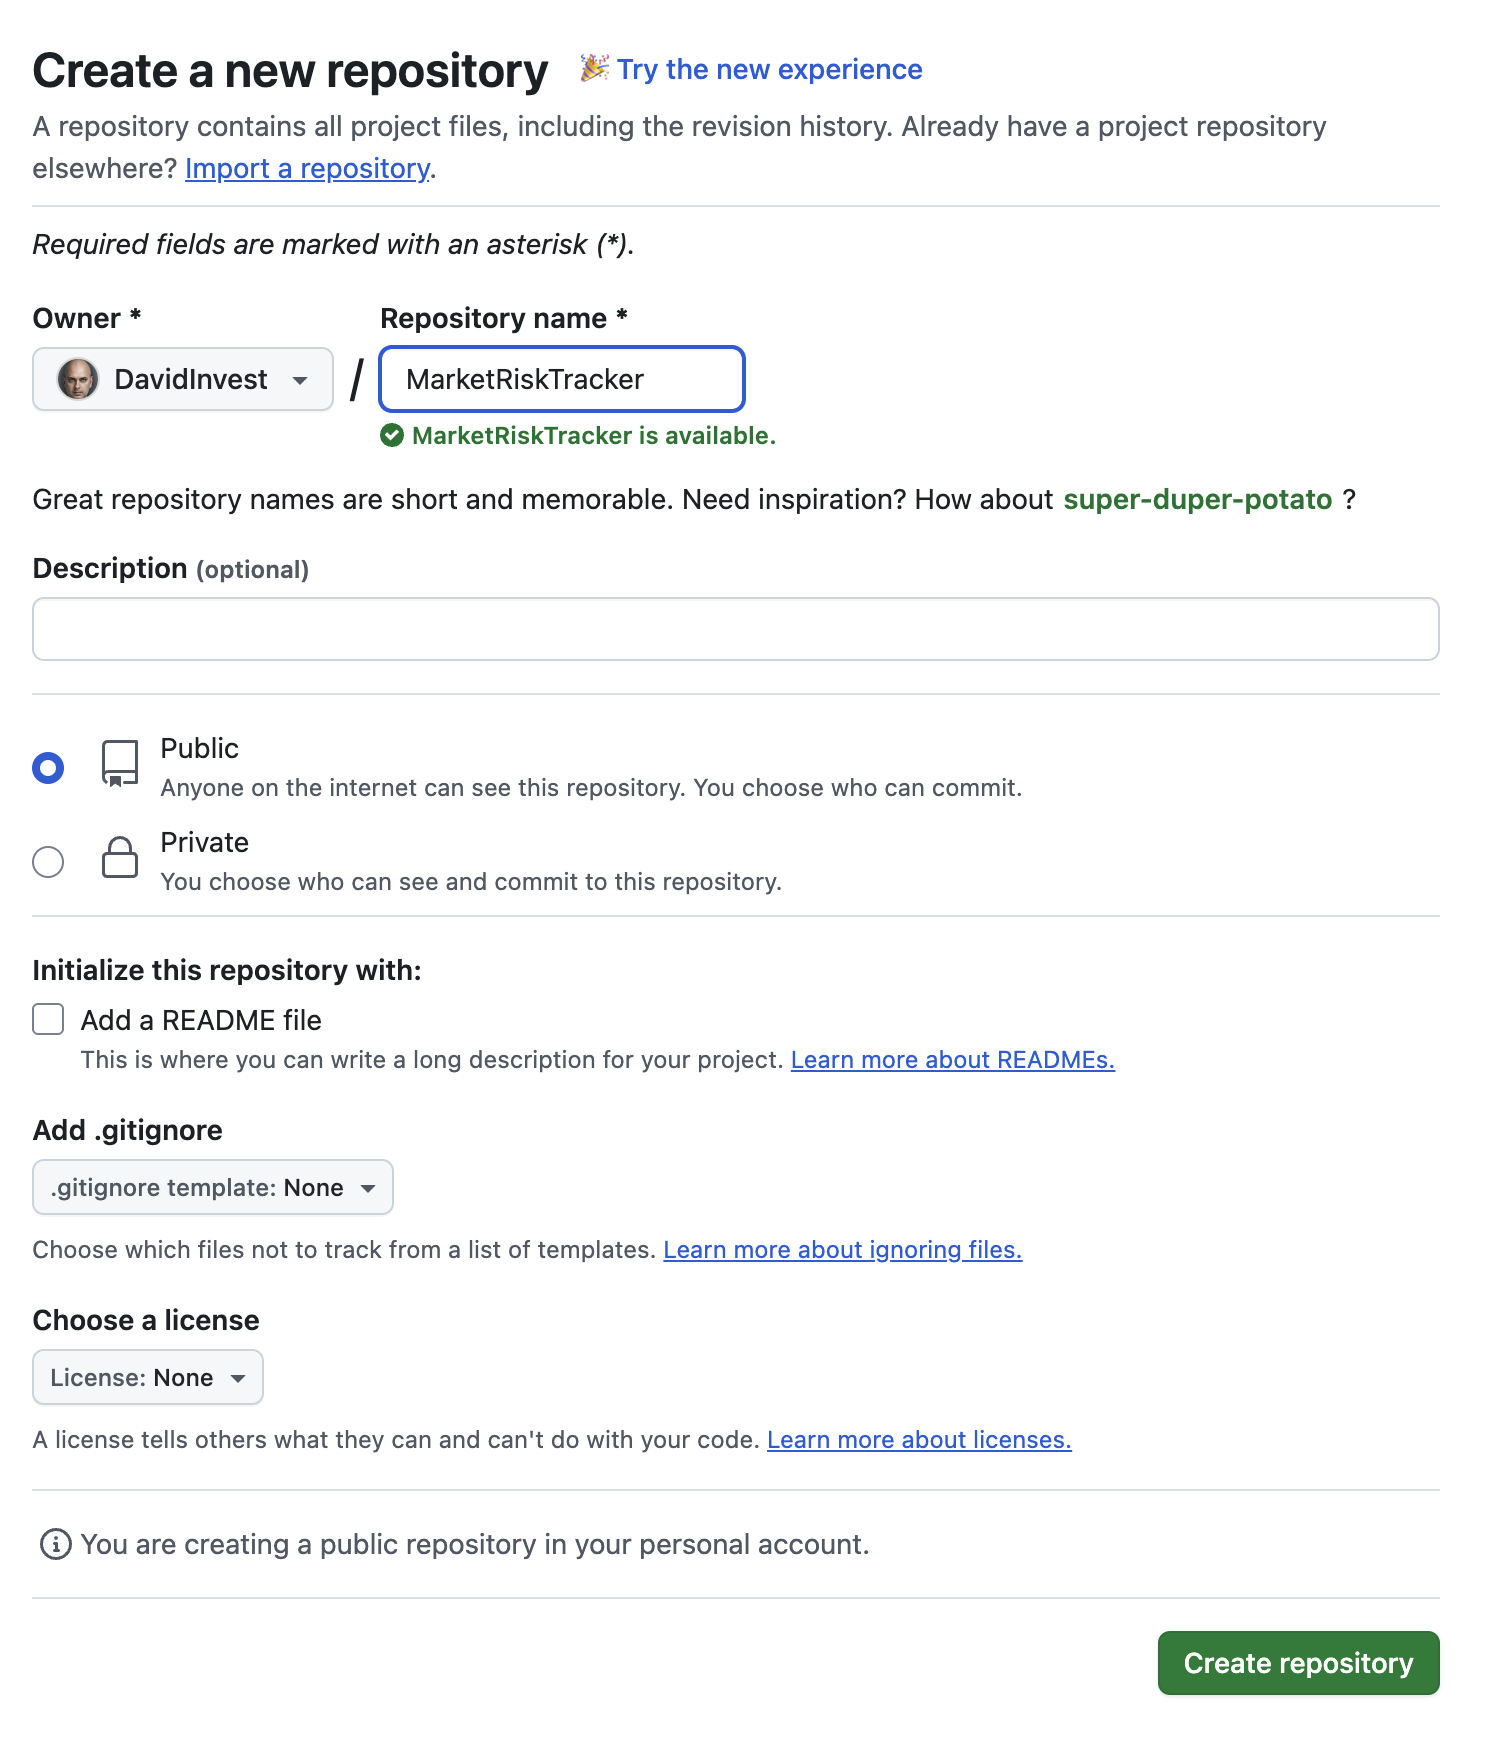 Create a new repository Try the new experience
A repository contains all project files, including the revision history. Already have a project repository
elsewhere? Import a repository.
Required fields are marked with an asterisk (*).
Owner * Repository name *
DavidInvest / MarketRiskTracker
MarketRiskTracker is available.
Great repository names are short and memorable. Need inspiration? How about super-duper-potato ?
Description (optional)
Public
Anyone on the internet can see this repository. You choose who can commit.
Private
You choose who can see and commit to this repository.
Initialize this repository with:
Add a README file
This is where you can write a long description for your project. Learn more about READMEs.
Add .gitignore
.gitignore template: None
Choose which files not to track from a list of templates. Learn more about ignoring files.
Choose a license
License: None
A license tells others what they can and can't do with your code. Learn more about licenses.
You are creating a public repository in your personal account.
Create repository